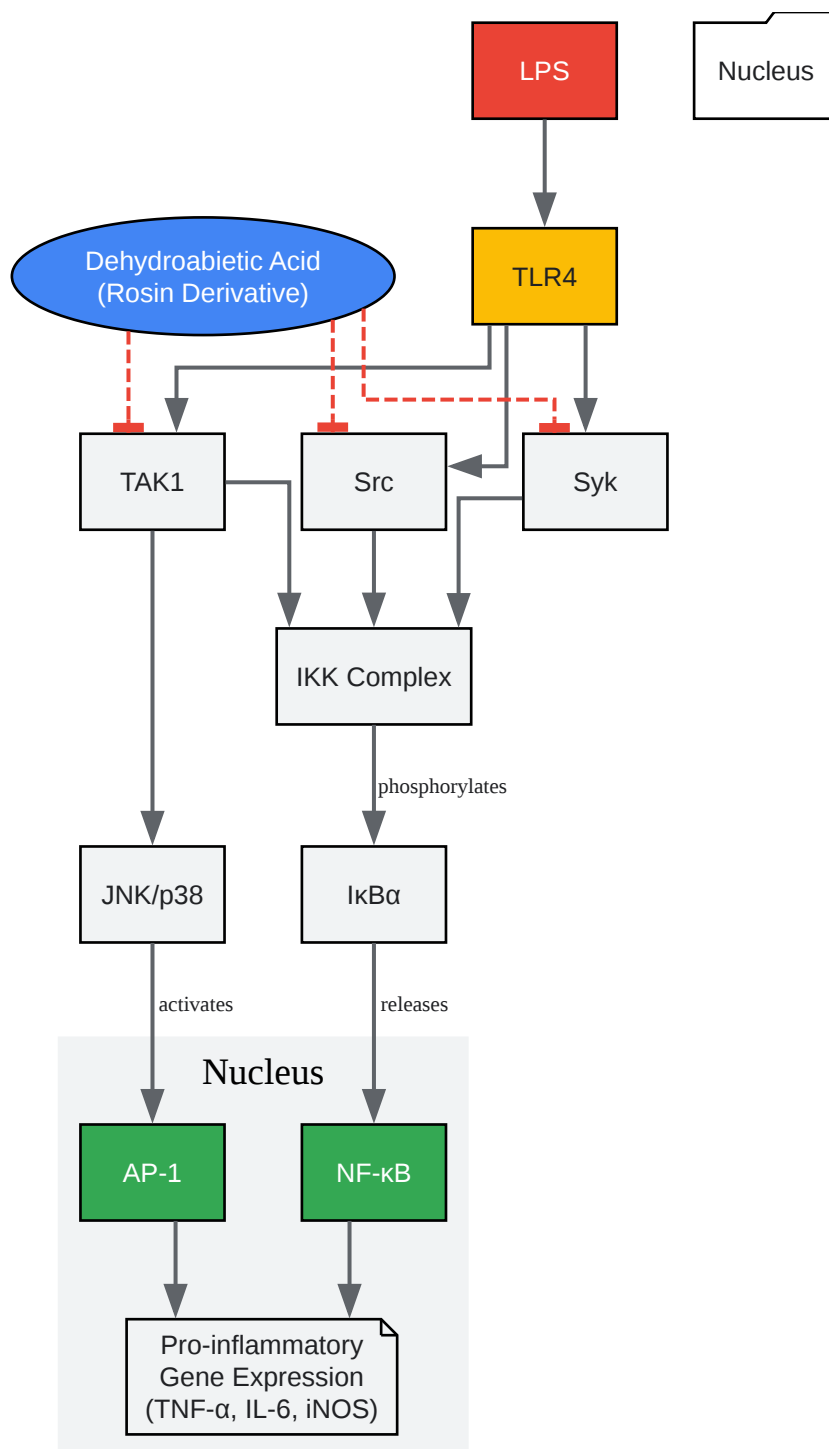 LPS
Nucleus
Dehydroabietic Acid
(Rosin Derivative)
TLR4
TAK1
Src
Syk
IKK Complex
phosphorylates
JNK/p38
IκBα
activates
releases
Nucleus
AP-1
NF-κB
Pro-inflammatory
Gene Expression
(TNF-α, IL-6, iNOS)